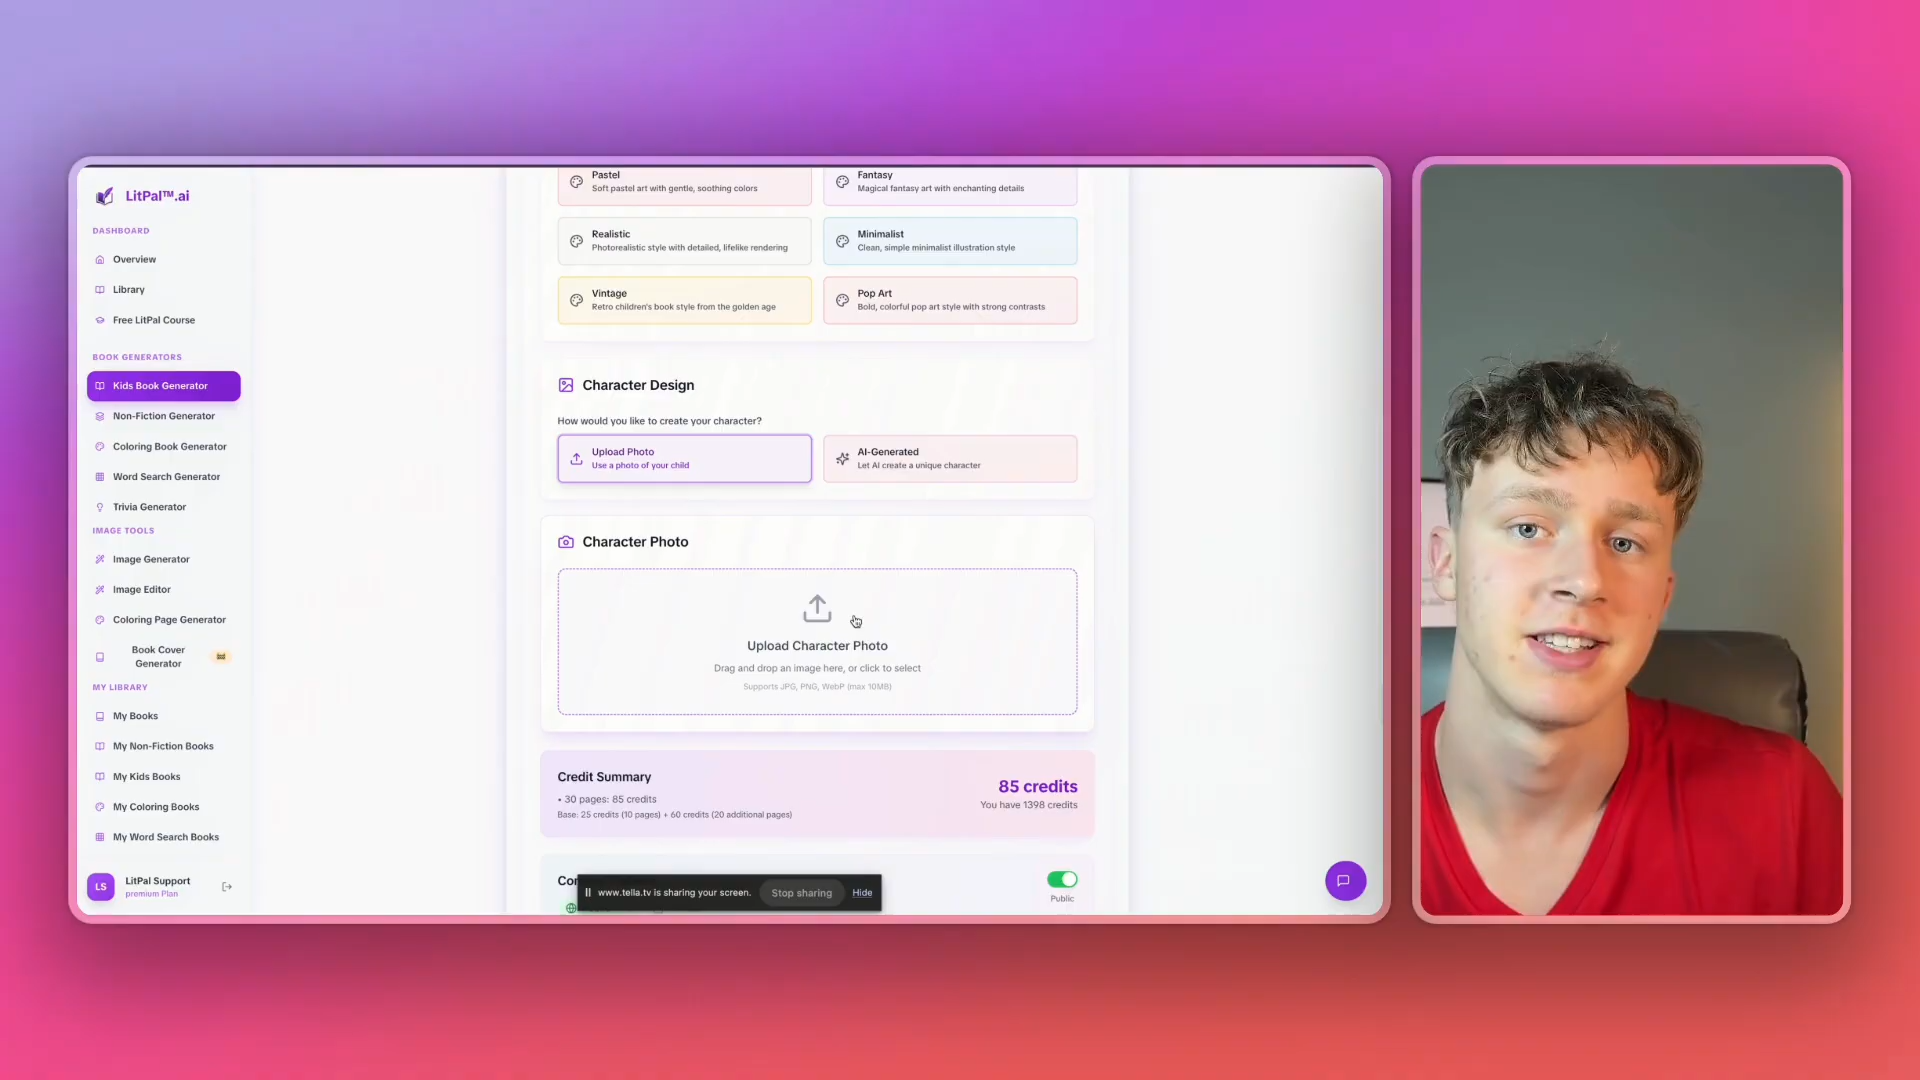 LitPal™.ai
DASHBOARD
Overview
Library
Free LitPal Course
BOOK GENERATORS
Kids Book Generator
Non-Fiction Generator
Coloring Book Generator
Word Search Generator
Trivia Generator
IMAGE TOOLS
Image Generator
Image Editor
Coloring Page Generator
Book Cover
Generator
MY LIBRARY
My Books
My Non-Fiction Books
My Kids Books
My Coloring Books
My Word Search Books
LS
LitPal Support
premium Plan
Pastel
Soft pastel art with gentle, soothing colors
Fantasy
Magical fantasy art with enchanting details
Realistic
Photorealistic style with detailed, lifelike rendering
Minimalist
Clean, simple minimalist illustration style
Vintage
Retro children's book style from the golden age
Pop Art
Bold, colorful pop art style with strong contrasts
Character Design
How would you like to create your character?
Upload Photo
Use a photo of your child
AI-Generated
Let AI create a unique character
Character Photo
Upload Character Photo
Drag and drop an image here, or click to select
Supports JPG, PNG, WebP (max 10MB)
Credit Summary
• 30 pages: 85 credits
Base: 25 credits (10 pages) + 60 credits (20 additional pages)
85 credits
You have 1398 credits
Public
www.tella.tv is sharing your screen.
Stop sharing
Hide